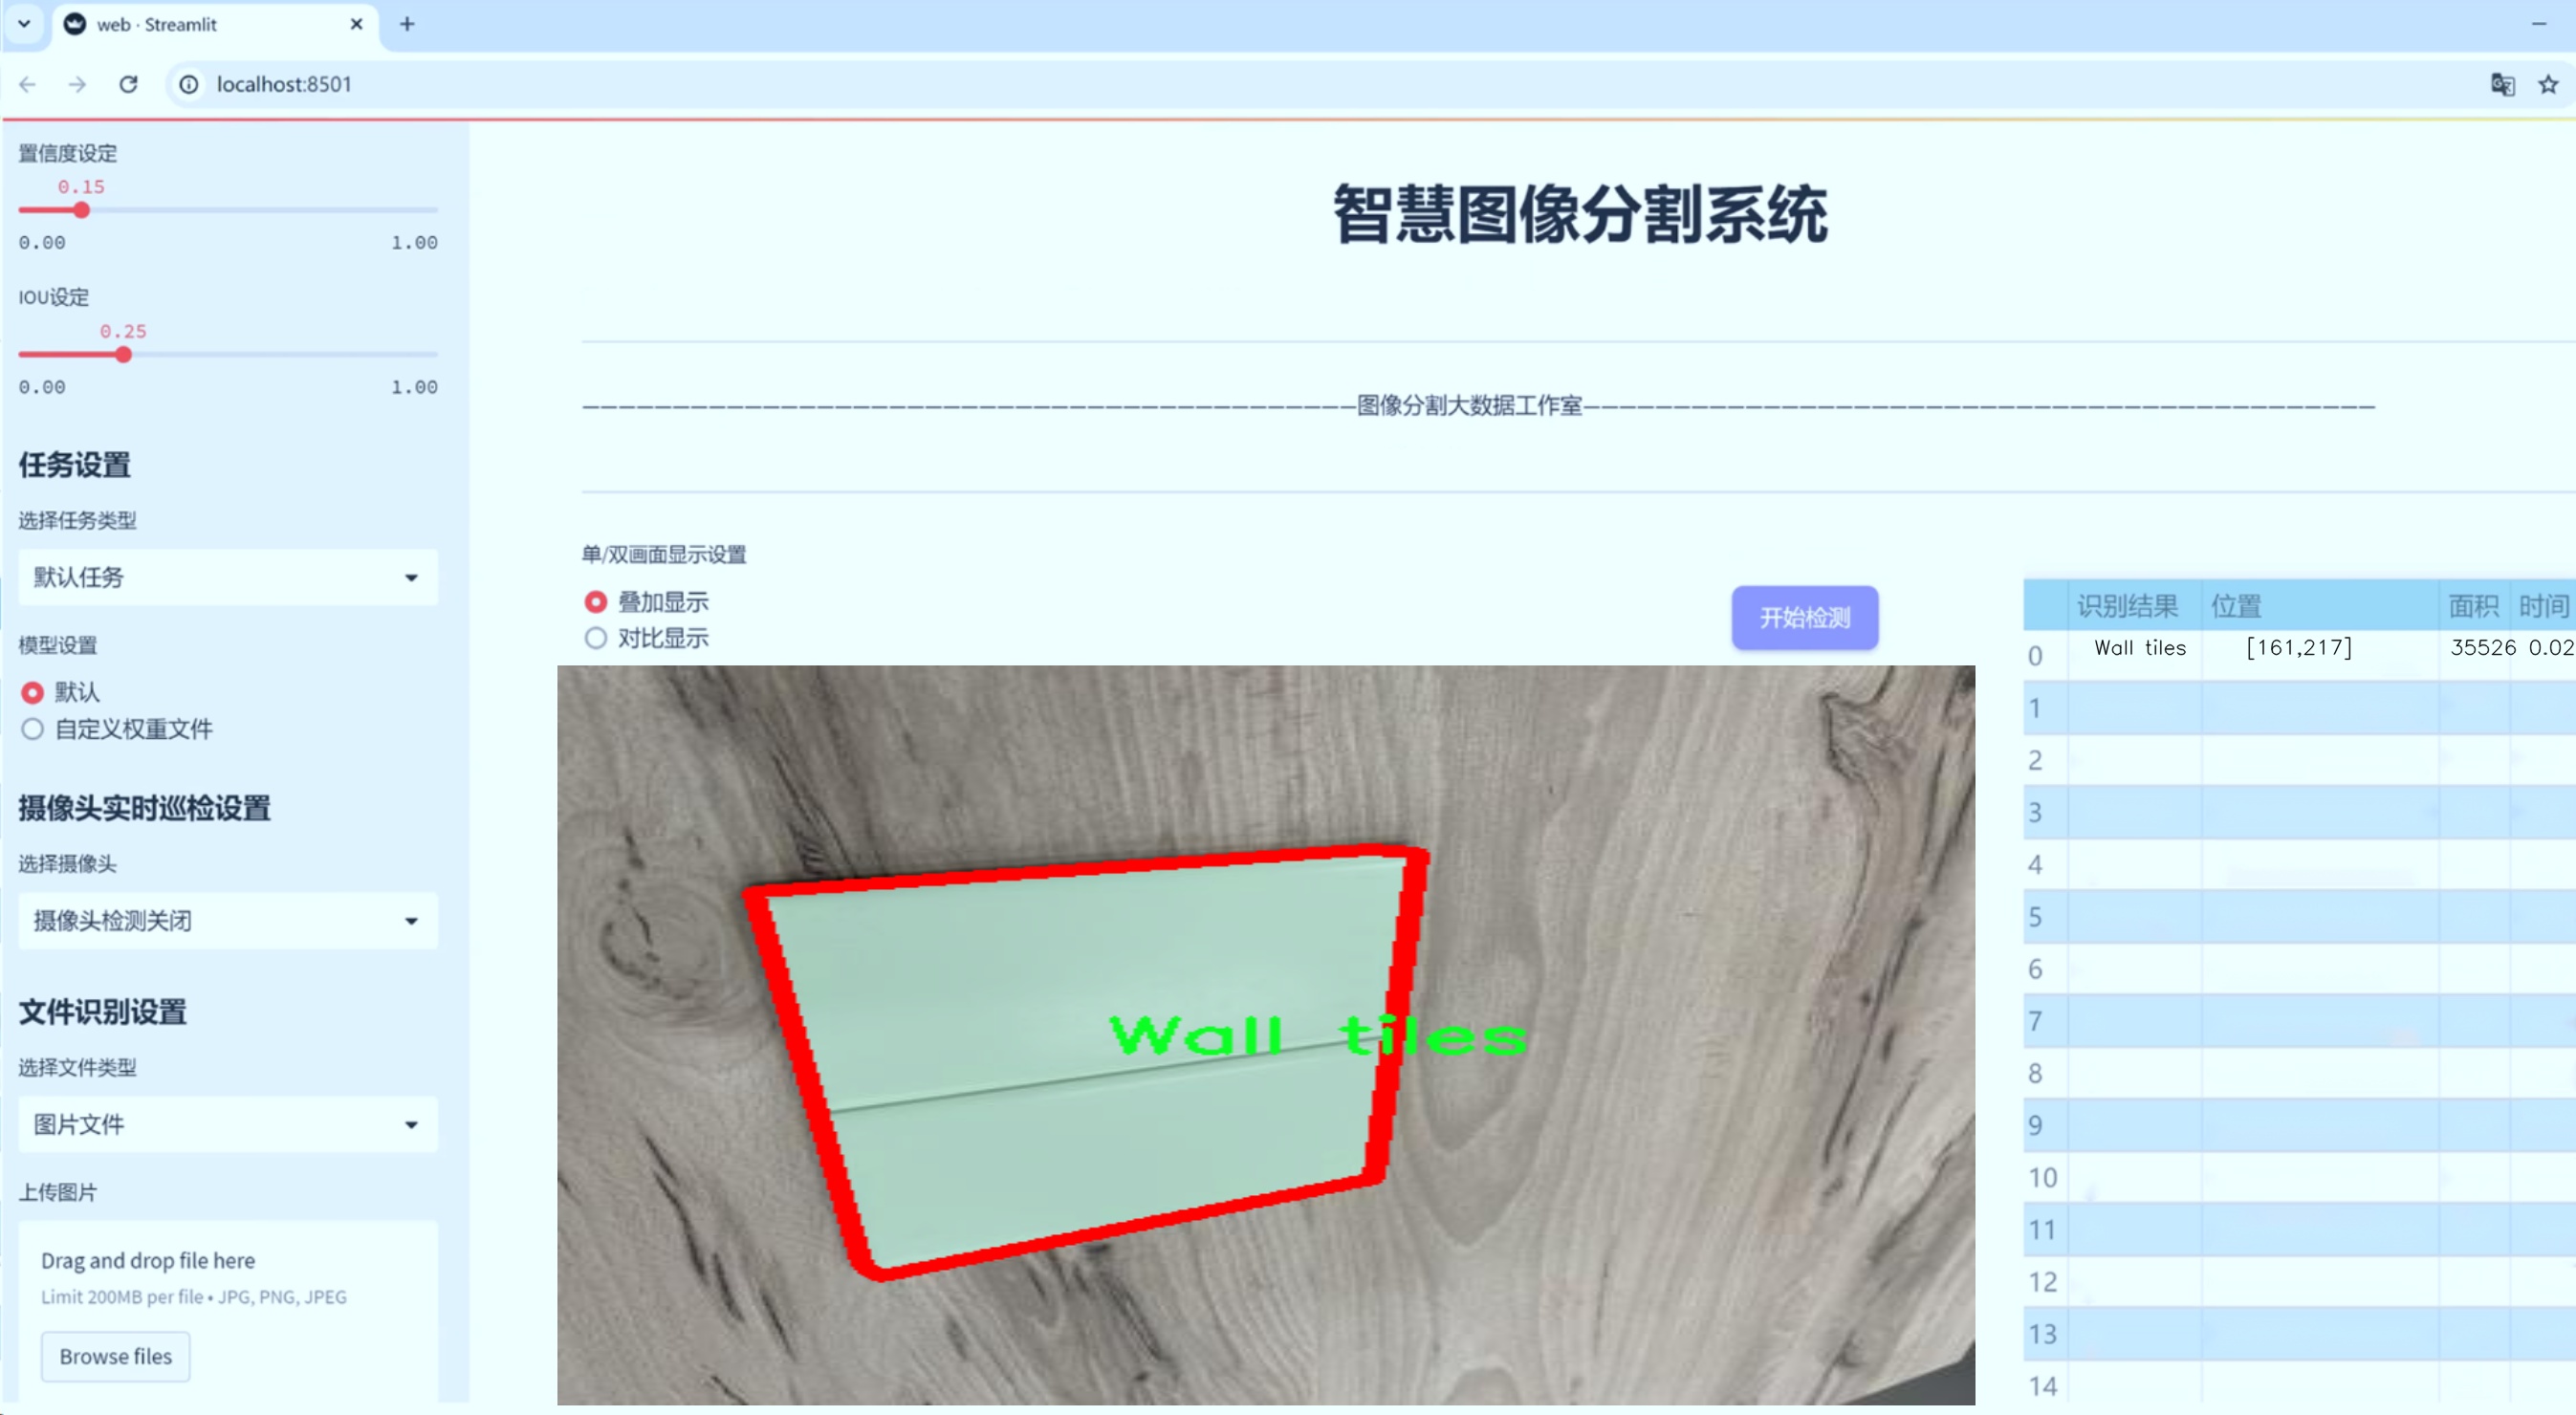 web · Streamlit
localhost:8501
置信度设定
0.15
0.00 1.00
IOU设定
0.25
0.00 1.00
任务设置
选择任务类型
默认任务
模型设置
默认
自定义权重文件
摄像头实时巡检设置
选择摄像头
摄像头检测关闭
文件识别设置
选择文件类型
图片文件
上传图片
Drag and drop file here
Limit 200MB per file • JPG, PNG, JPEG
Browse files
智慧图像分割系统
———————————————————————————————————————————图像分割大数据工作室————————————————————————————————————————————
单/双画面显示设置
叠加显示
对比显示
开始检测
Wall tiles
识别结果 位置 面积 时间
0 Wall tiles [161,217] 35526 0.02
1
2
3
4
5
6
7
8
9
10
11
12
13
14